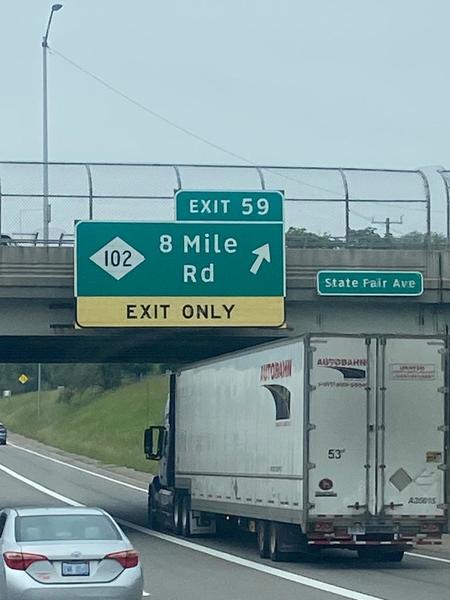 EXIT 59
102
8 Mile
Rd
EXIT ONLY
State Fair Ave
AUTOBAHN
AUTOBAHN
53'